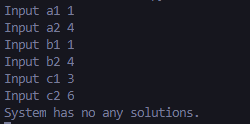 Input a1 1
Input a2 4
Input b1 1
Input b2 4
Input c1 3
Input c2 6
System has no any solutions.